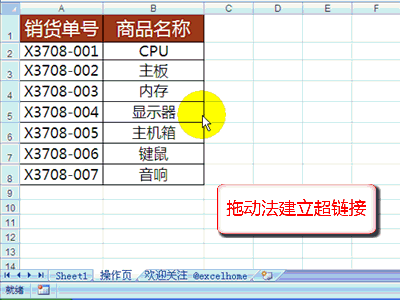 A B C D E F
1 销货单号 商品名称
2 X3708-001 CPU
3 X3708-002 主板
4 X3708-003 内存
5 X3708-004 显示器
6 X3708-005 主机箱
7 X3708-006 键鼠
8 X3708-007 音响
9
10
拖动法建立超链接
11
12
13
14
Sheet1 操作页 欢迎关注 @excelhome
就绪